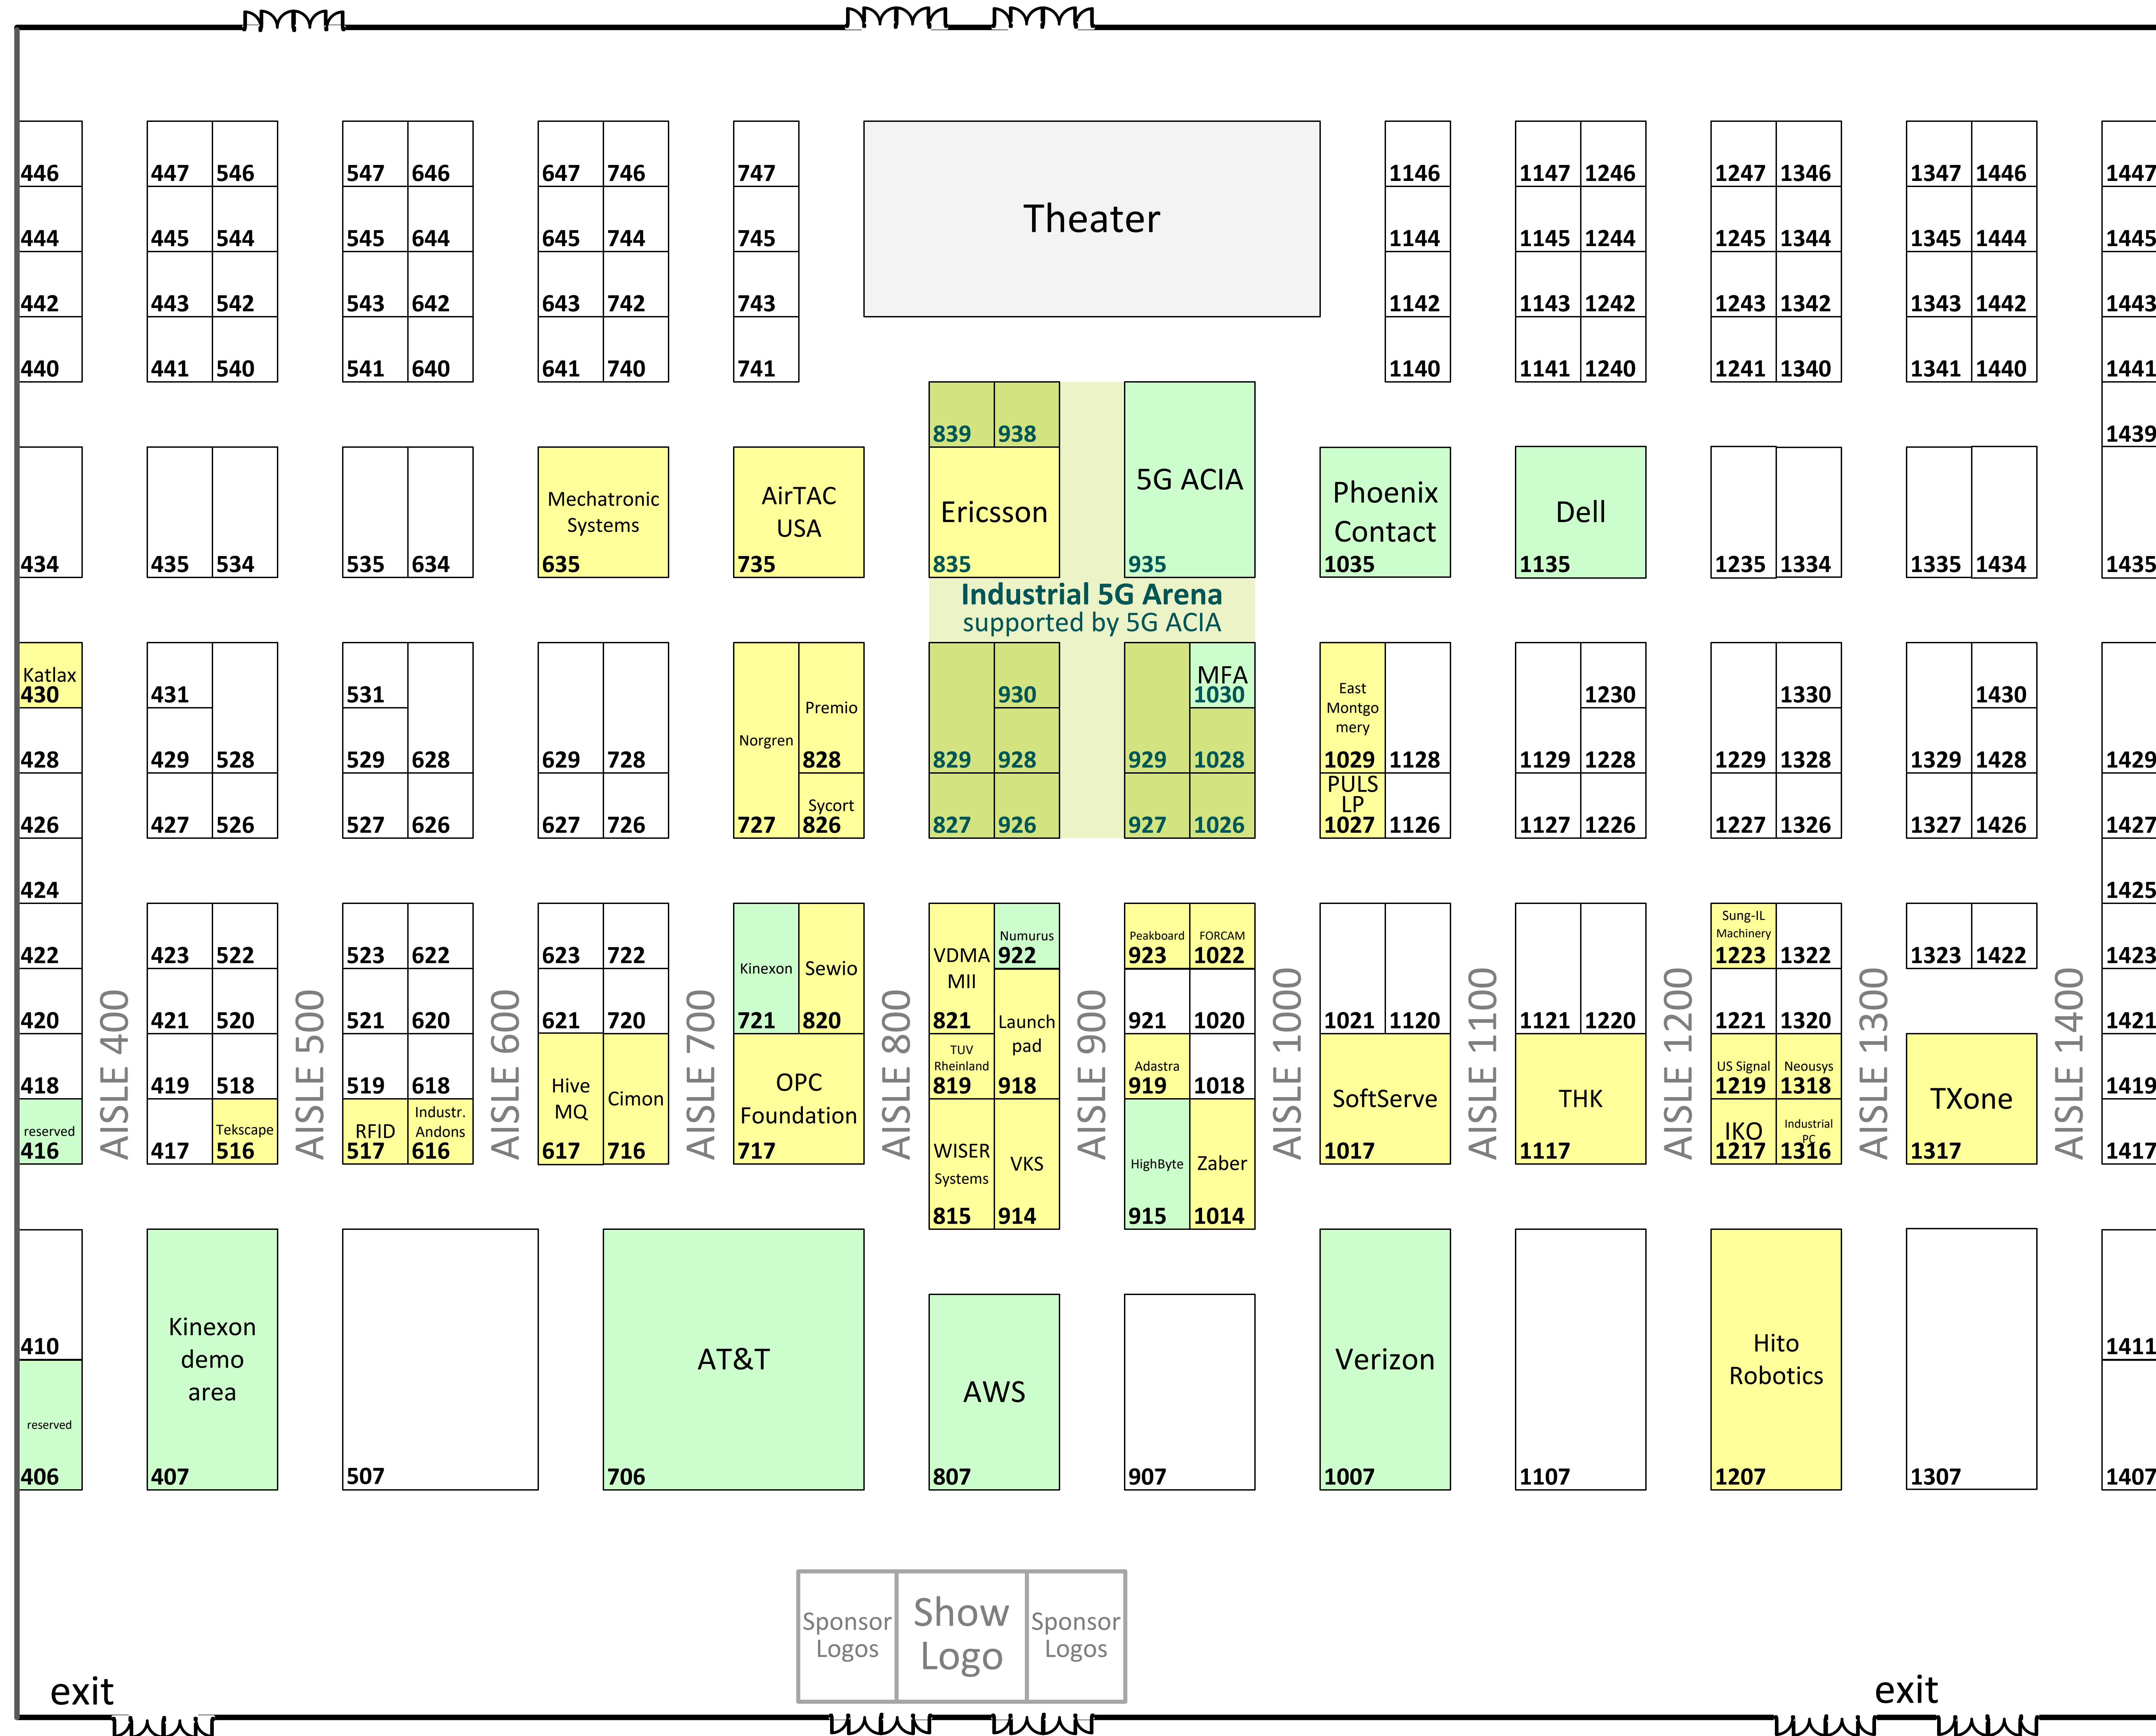 446 447 546 547 646 647 746 747 Theater 1146 1147 1246 1247 1346 1347 1446 1447
444 445 544 545 644 645 744 745 1144 1145 1244 1245 1344 1345 1444 1445
442 443 542 543 642 643 742 743 1142 1143 1242 1243 1342 1343 1442 1443
440 441 540 541 640 641 740 741 1140 1141 1240 1241 1340 1341 1440 1441
839 938 1439
Mechatronic
Systems
AirTAC
USA
Ericsson
5G ACIA
Phoenix
Contact
Dell
434 435 534 535 634 635 735 835 935 1035 1135 1235 1334 1335 1434 1435
Industrial 5G Arena
supported by 5G ACIA
Katlax
430 431 531
Norgren
Premio
930
MFA
1030
East
Montgo
mery
1230 1330 1430
428 429 528 529 628 629 728 828 829 928 929 1028 1029 1128 1129 1228 1229 1328 1329 1428 1429
Sycort
PULS
LP
426 427 526 527 626 627 726 727 826 827 926 927 1026 1027 1126 1127 1226 1227 1326 1327 1426 1427
424 1425
Numurus
Peakboard
FORCAM
Sung-IL
Machinery
422 423 522 523 622 623 722 922 923 1022 1223 1322 1323 1422 1423
Kinexon
Sewio
VDMA
MII
420 421 520 521 620 621 720 721 820 821 921 1020 1021 1120 1121 1220 1221 1320 1421
Launch
pad
TUV
Rheinland
Adastra
US Signal
Neousys
418 419 518 519 618 819 918 919 1018 1219 1318 1419
AISLE 400
AISLE 500
AISLE 600
AISLE 700
AISLE 800
AISLE 900
AISLE 1000
AISLE 1100
AISLE 1200
AISLE 1300
AISLE 1400
reserved
Tekscape
RFID
Industr.
Andons
Hive
MQ
Cimon
OPC
Foundation
SoftServe
THK
IKO
Industrial
PC
TXone
416 417 516 517 616 617 716 717 1017 1117 1217 1316 1317 1417
WISER
Systems
VKS
HighByte
Zaber
815 914 915 1014
410 1411
reserved
Kinexon
demo
area
AT&T
AWS
Verizon
Hito
Robotics
406 407 507 706 807 907 1007 1107 1207 1307 1407
Sponsor
Logos
Show
Logo
Sponsor
Logos
exit
exit